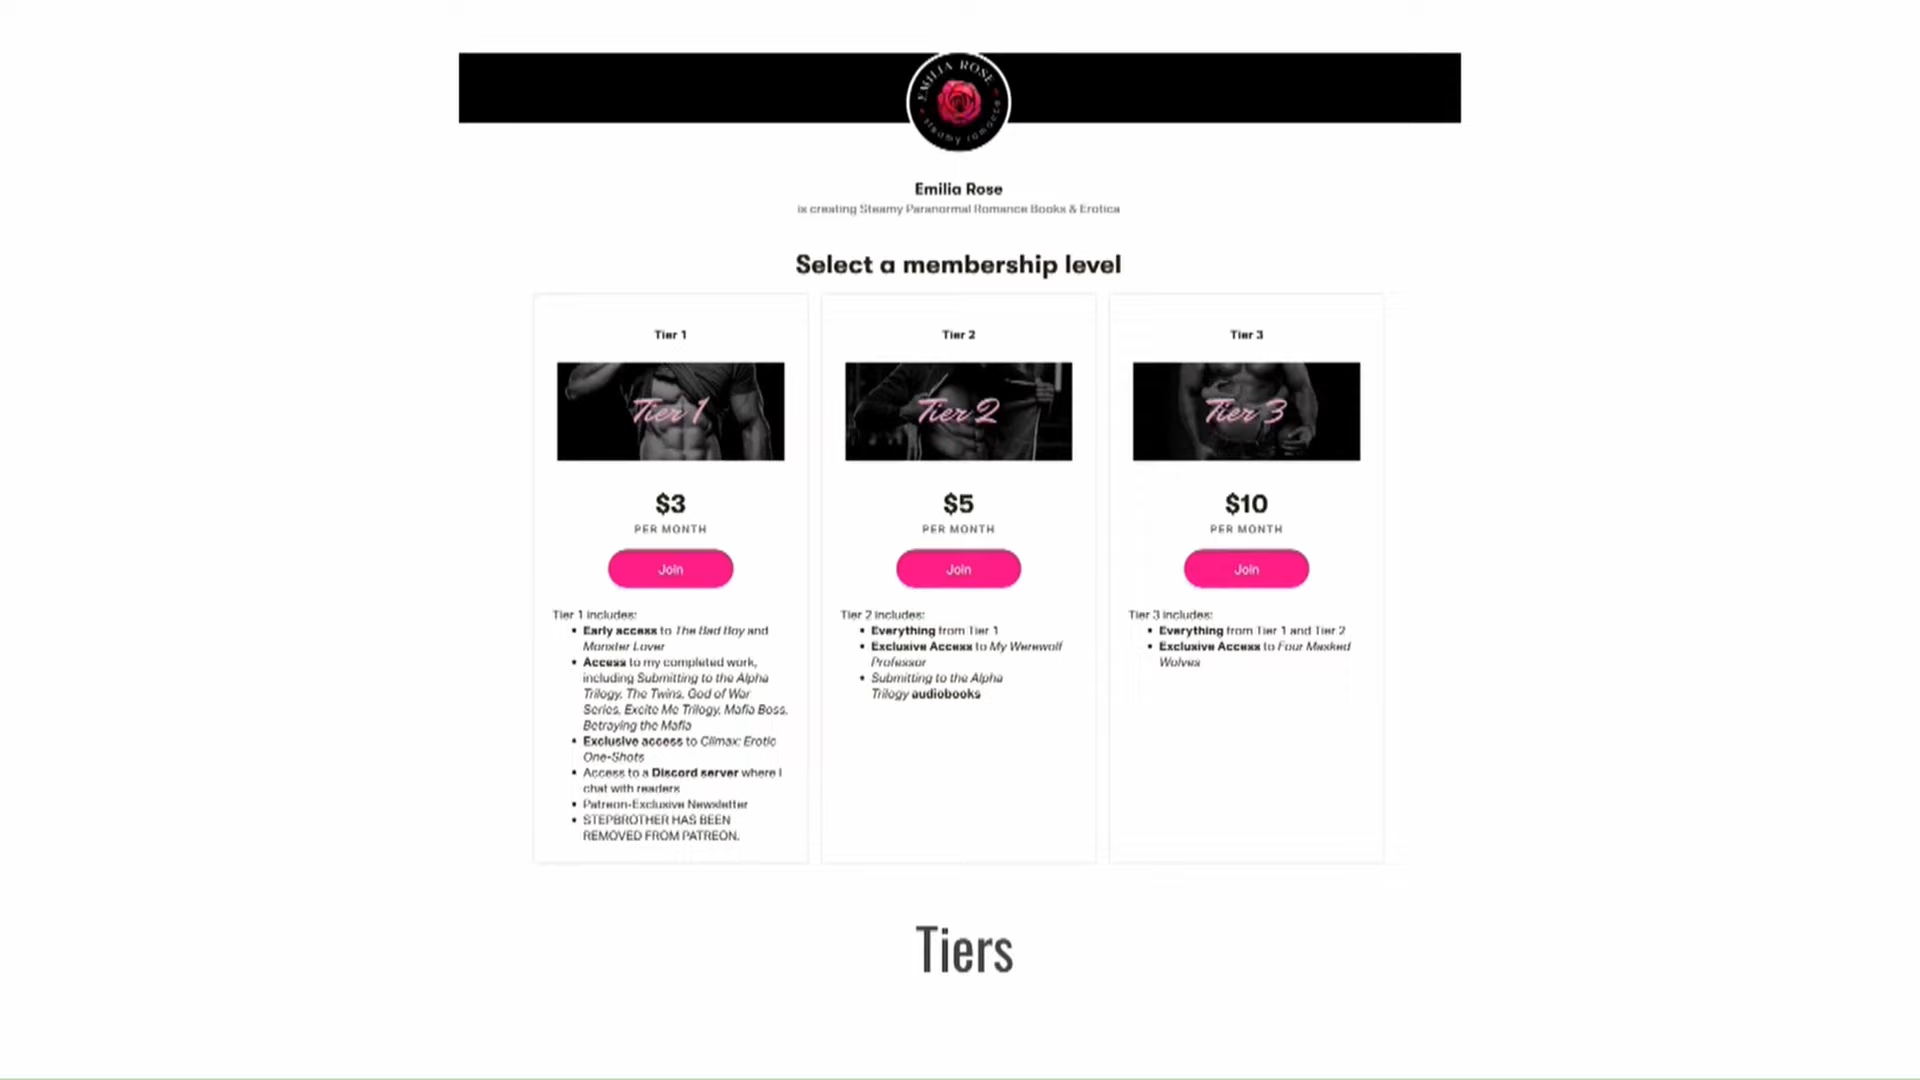 EMILIA ROSE
steamy romance
Emilia Rose
is creating Steamy Paranormal Romance Books & Erotica
Select a membership level
Tier 1
Tier 1
$3
PER MONTH
Join
Tier 1 includes:
• Early access to The Bad Boy and
Monster Lover
• Access to my completed work,
including Submitting to the Alpha
Trilogy, The Twins, God of War
Series, Excite Me Trilogy, Mafia Boss,
Betraying the Mafia
• Exclusive access to Climax: Erotic
One-Shots
• Access to a Discord server where I
chat with readers
• Patreon-Exclusive Newsletter
• STEPBROTHER HAS BEEN
REMOVED FROM PATREON.
Tier 2
Tier 2
$5
PER MONTH
Join
Tier 2 includes:
• Everything from Tier 1
• Exclusive Access to My Werewolf
Professor
• Submitting to the Alpha
Trilogy audiobooks
Tier 3
Tier 3
$10
PER MONTH
Join
Tier 3 includes:
• Everything from Tier 1 and Tier 2
• Exclusive Access to Four Masked
Wolves
Tiers